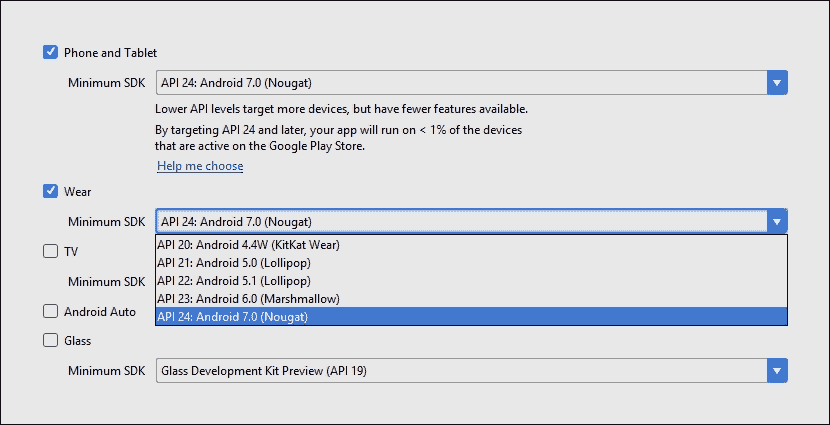 Phone and Tablet
Minimum SDK API 24: Android 7.0 (Nougat)
Lower API levels target more devices, but have fewer features available.
By targeting API 24 and later, your app will run on < 1% of the devices
that are active on the Google Play Store.
Help me choose
Wear
Minimum SDK API 24: Android 7.0 (Nougat)
API 20: Android 4.4W (KitKat Wear)
TV
API 21: Android 5.0 (Lollipop)
Minimum SDK API 22: Android 5.1 (Lollipop)
API 23: Android 6.0 (Marshmallow)
Android Auto API 24: Android 7.0 (Nougat)
Glass
Minimum SDK Glass Development Kit Preview (API 19)